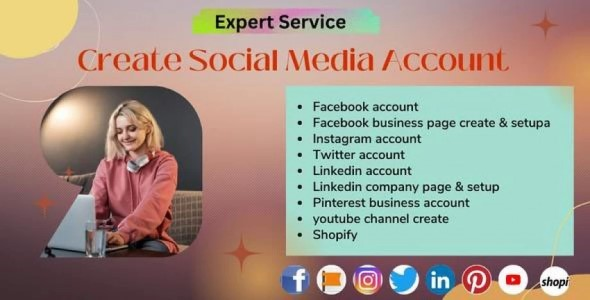 Expert Service
Create Social Media Account
Facebook account
Facebook business page create & setupa
Instagram account
Twitter account
Linkedin account
Linkedin company page & setup
Pinterest business account
youtube channel create
Shopify
f in shopi